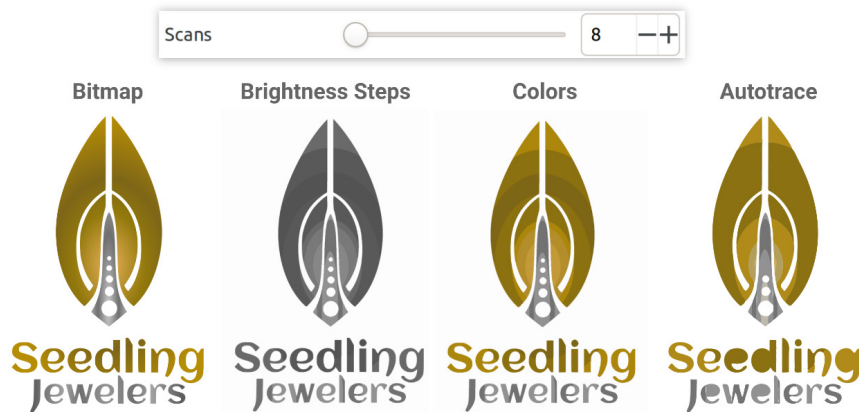 Scans 8
Bitmap Brightness Steps Colors Autotrace
Seedling Seedling Seedling Seedling
Jewelers Jewelers Jewelers Jewelers